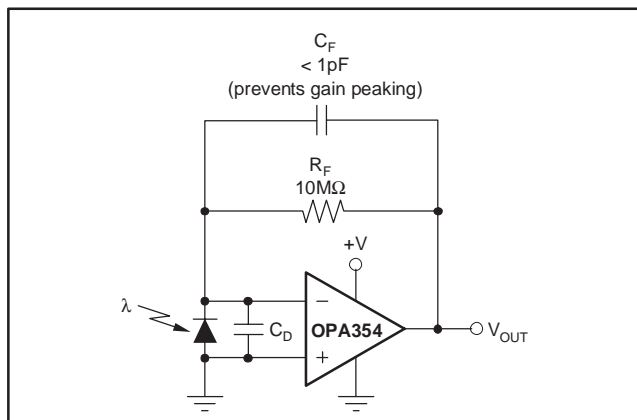 C_F
< 1pF
(prevents gain peaking)
R_F
10MΩ
+V
λ
−
C_D
OPA354
+
V_OUT